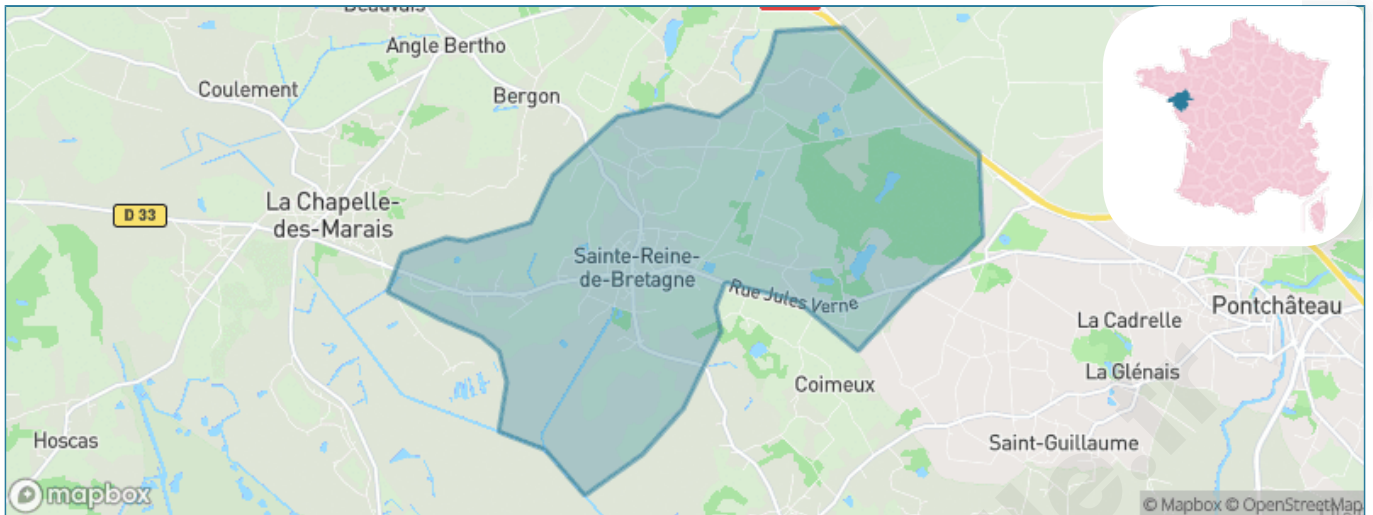 Beauvais
Angle Bertho
Coulement
Bergon
D 33
La Chapelle-
des-Marais
Sainte-Reine-
de-Bretagne
Rue Jules Verne
Pontchâteau
La Cadrelle
La Glénais
Coimeux
Hoscas
Saint-Guillaume
mapbox
© Mapbox © OpenStreetMap